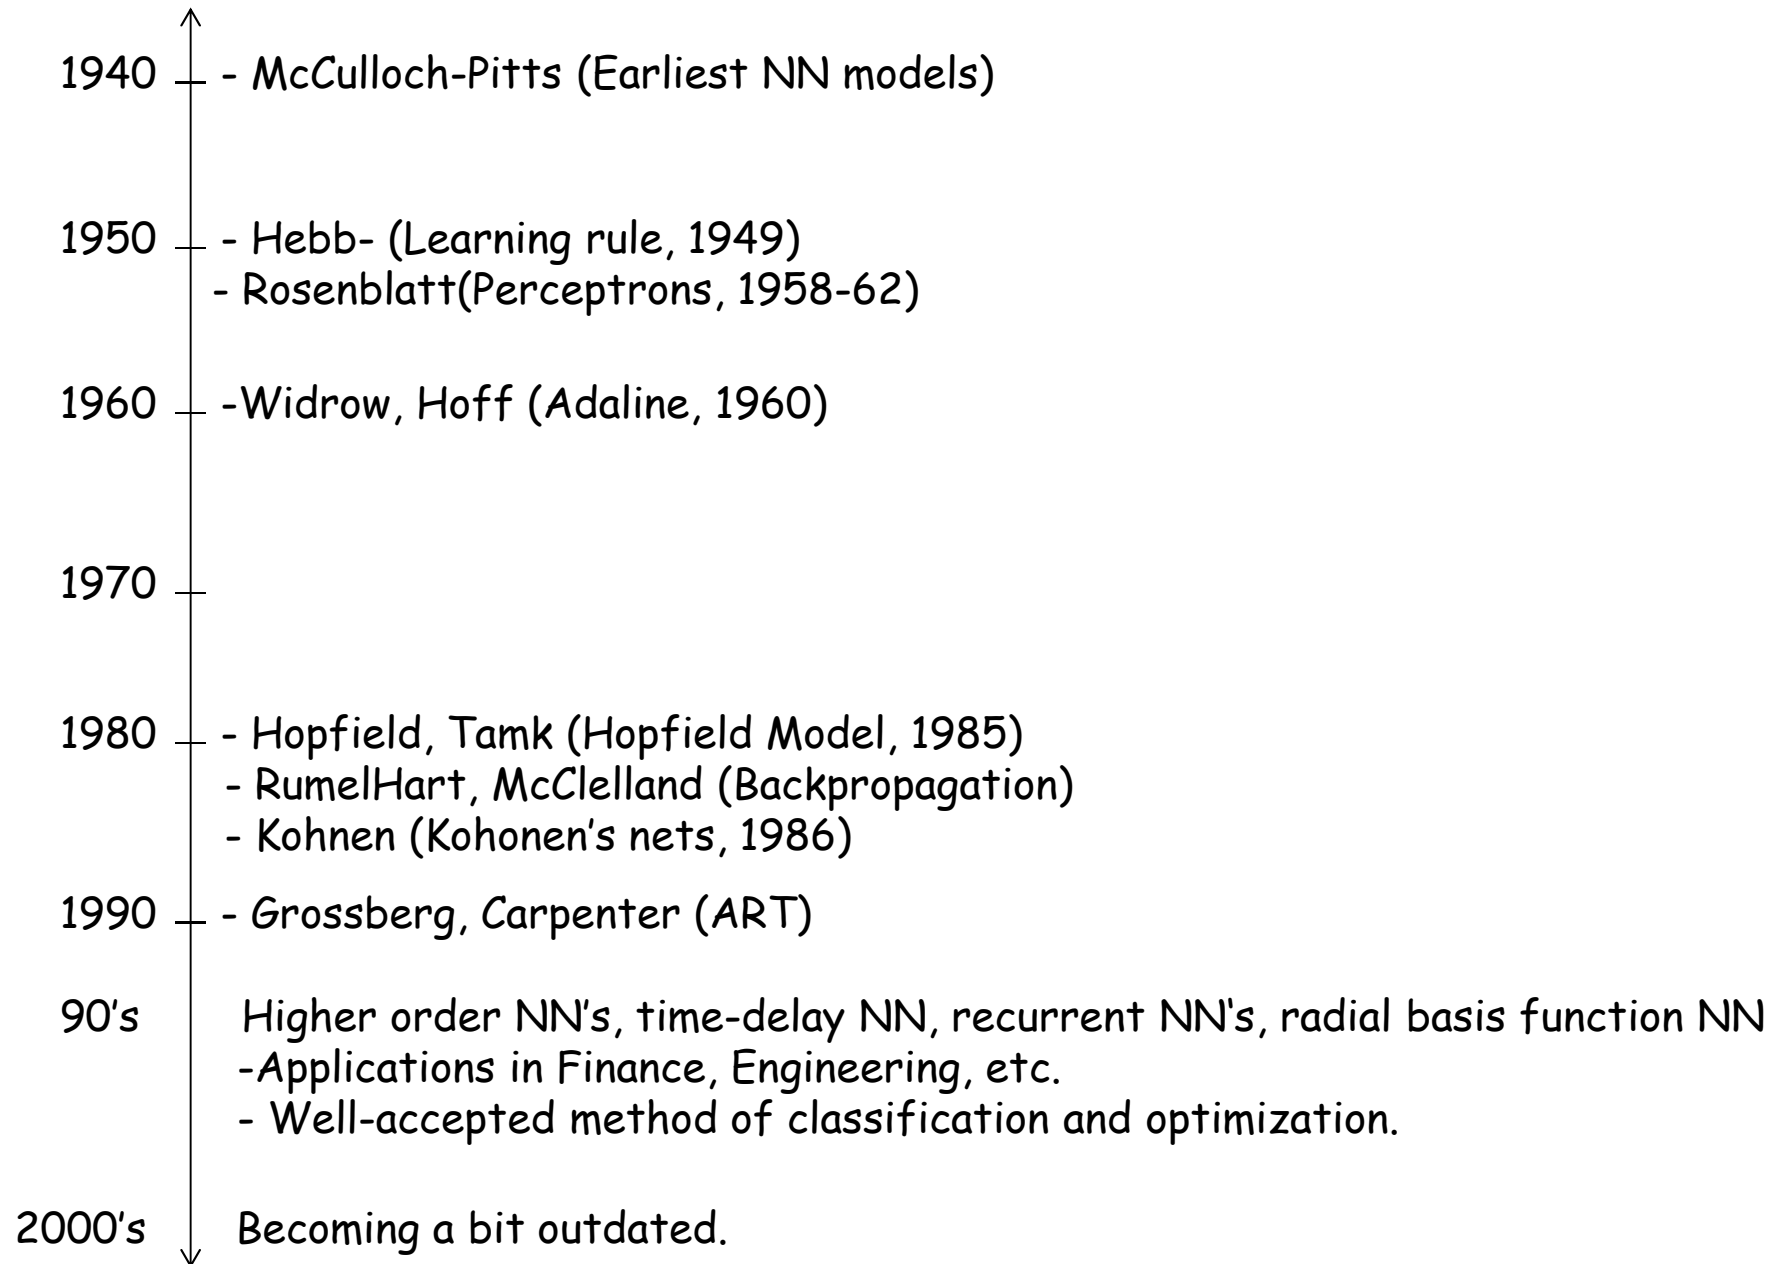 1940 - McCulloch-Pitts (Earliest NN models)
1950 - Hebb- (Learning rule, 1949)
- Rosenblatt(Perceptrons, 1958-62)
1960 -Widrow, Hoff (Adaline, 1960)
1970
1980 - Hopfield, Tamk (Hopfield Model, 1985)
- RumelHart, McClelland (Backpropagation)
- Kohnen (Kohonen’s nets, 1986)
1990 - Grossberg, Carpenter (ART)
90’s Higher order NN’s, time-delay NN, recurrent NN‘s, radial basis function NN
-Applications in Finance, Engineering, etc.
- Well-accepted method of classification and optimization.
2000’s Becoming a bit outdated.